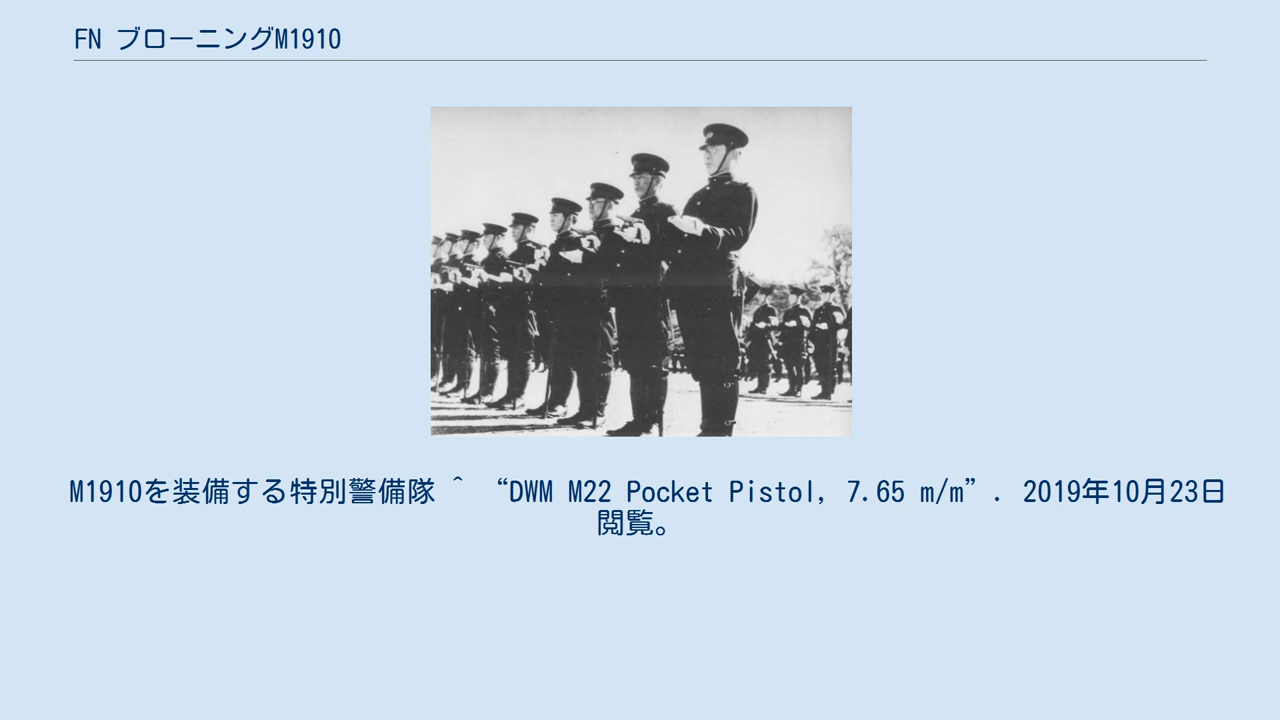 FN ブローニングM1910
M1910を装備する特別警備隊 ^ “DWM M22 Pocket Pistol, 7.65 m/m”. 2019年10月23日
閲覧。